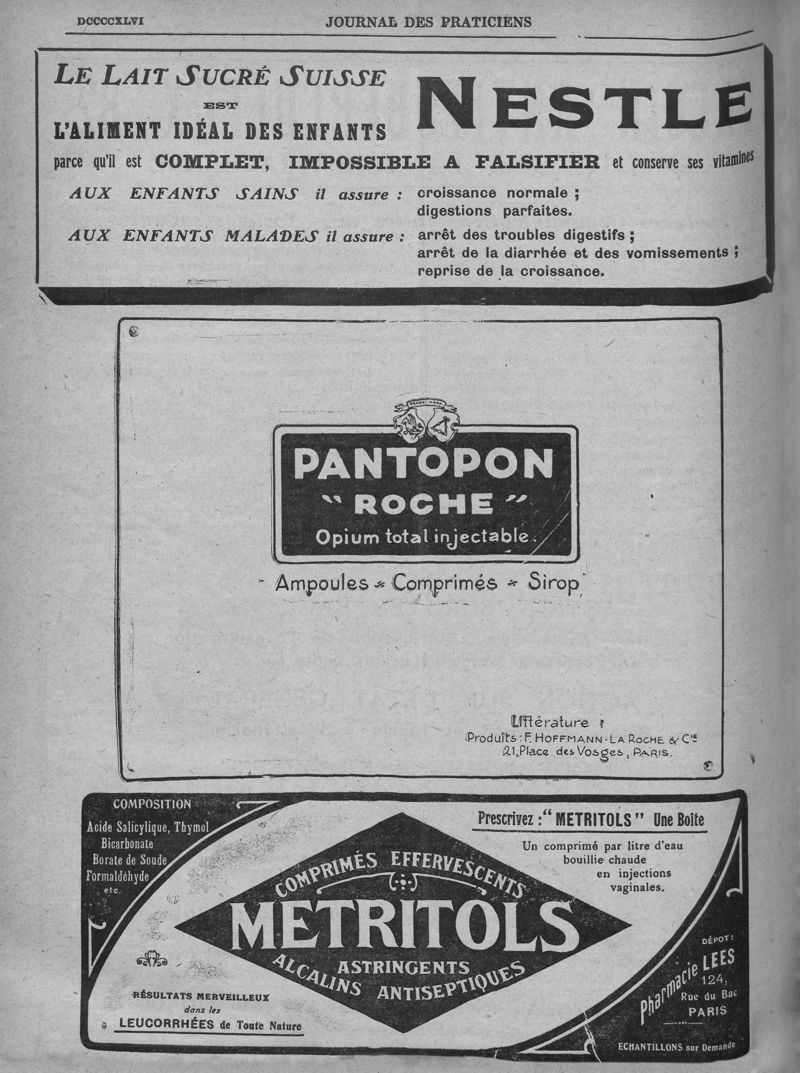 DCCCCXLVI
JOURNAL DES PRATICIENS
LE LAIT SUCRÉ SUISSE
EST
L'ALIMENT IDÉAL DES ENFANTS
NESTLE
parce qu'il est COMPLET, IMPOSSIBLE A FALSIFIER et conserve ses vitamines
AUX ENFANTS SAINS il assure : croissance normale ;
digestions parfaites.
AUX ENFANTS MALADES il assure : arrêt des troubles digestifs ;
arrêt de la diarrhée et des vomissements ;
reprise de la croissance.
PANTOPON
"ROCHE"
Opium total injectable.
Ampoules * Comprimés * Sirop
Littérature :
Produits : F. HOFFMANN-LA ROCHE & Cie
21, Place des Vosges, PARIS.
COMPOSITION
Acide Salicylique, Thymol
Bicarbonate
Borate de Soude
Formaldéhyde
etc.
Prescrivez : "METRITOLS" Une Boîte
Un comprimé par litre d'eau
bouillie chaude
en injections
vaginales.
COMPRIMÉS EFFERVESCENTS
METRITOLS
ASTRINGENTS
ALCALINS ANTISEPTIQUES
RÉSULTATS MERVEILLEUX
dans les
LEUCORRHÉES de Toute Nature
DÉPOT :
Pharmacie LEES
124,
Rue du Bac
PARIS
ECHANTILLONS sur Demande